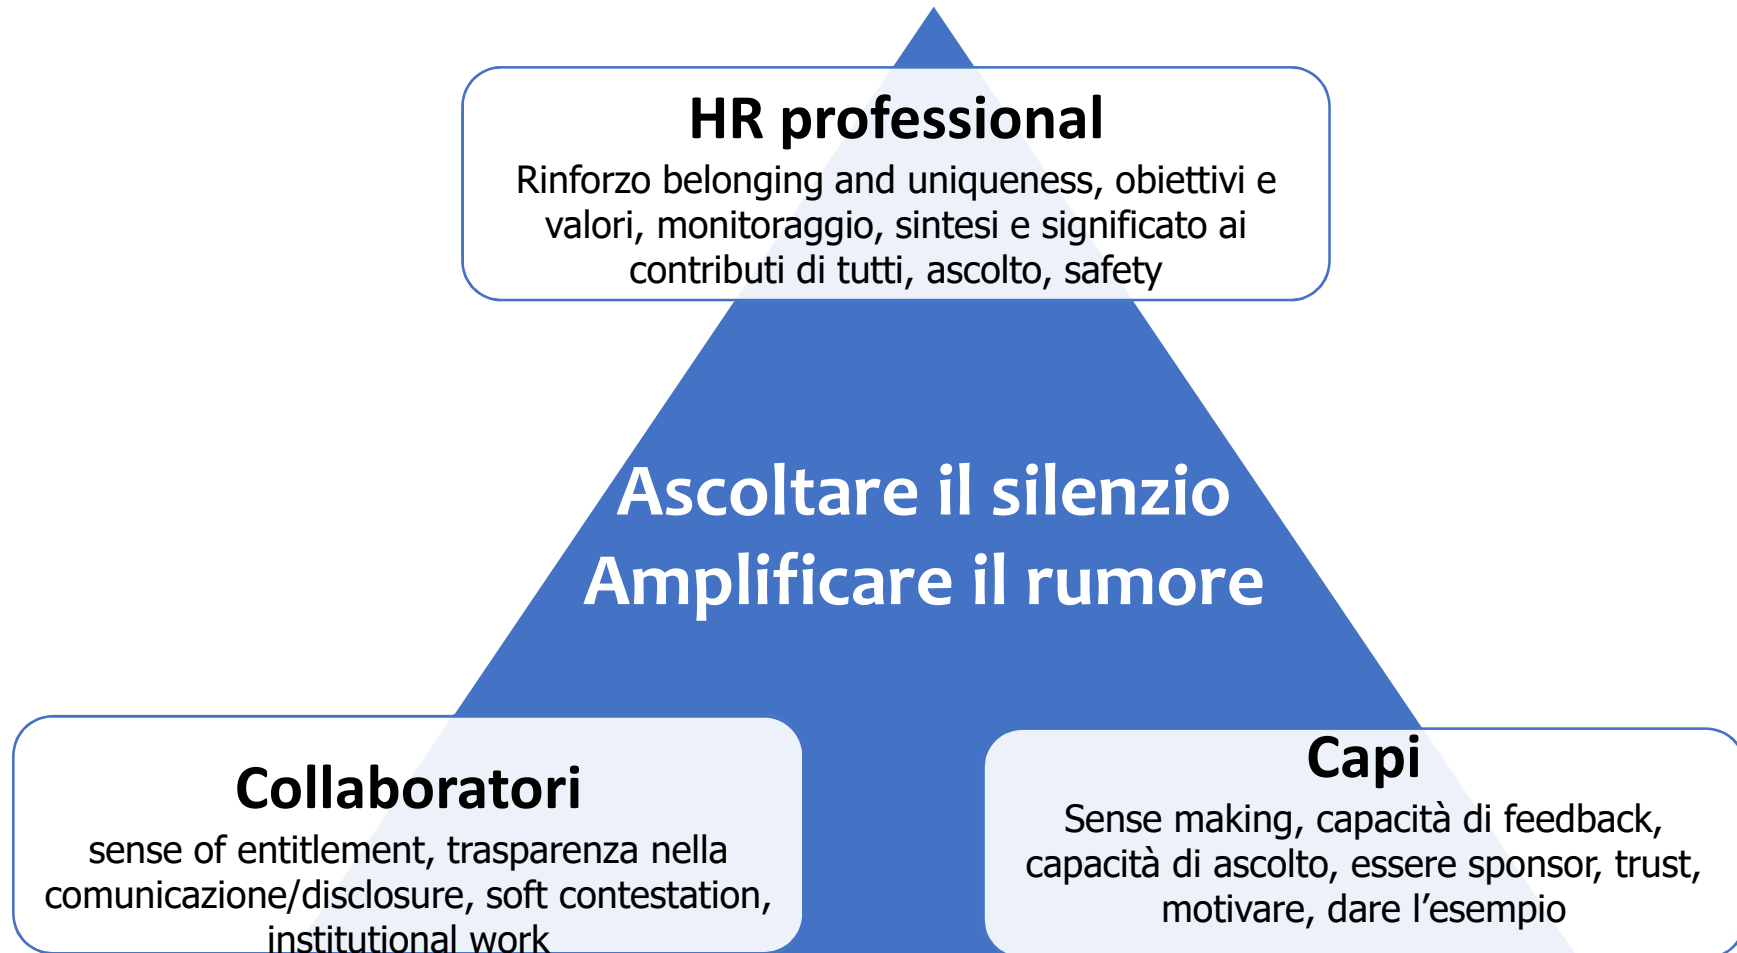 HR professional
Rinforzo belonging and uniqueness, obiettivi e
valori, monitoraggio, sintesi e significato ai
contributi di tutti, ascolto, safety
Ascoltare il silenzio
Amplificare il rumore
Collaboratori
sense of entitlement, trasparenza nella
comunicazione/disclosure, soft contestation,
institutional work
Capi
Sense making, capacità di feedback,
capacità di ascolto, essere sponsor, trust,
motivare, dare l’esempio